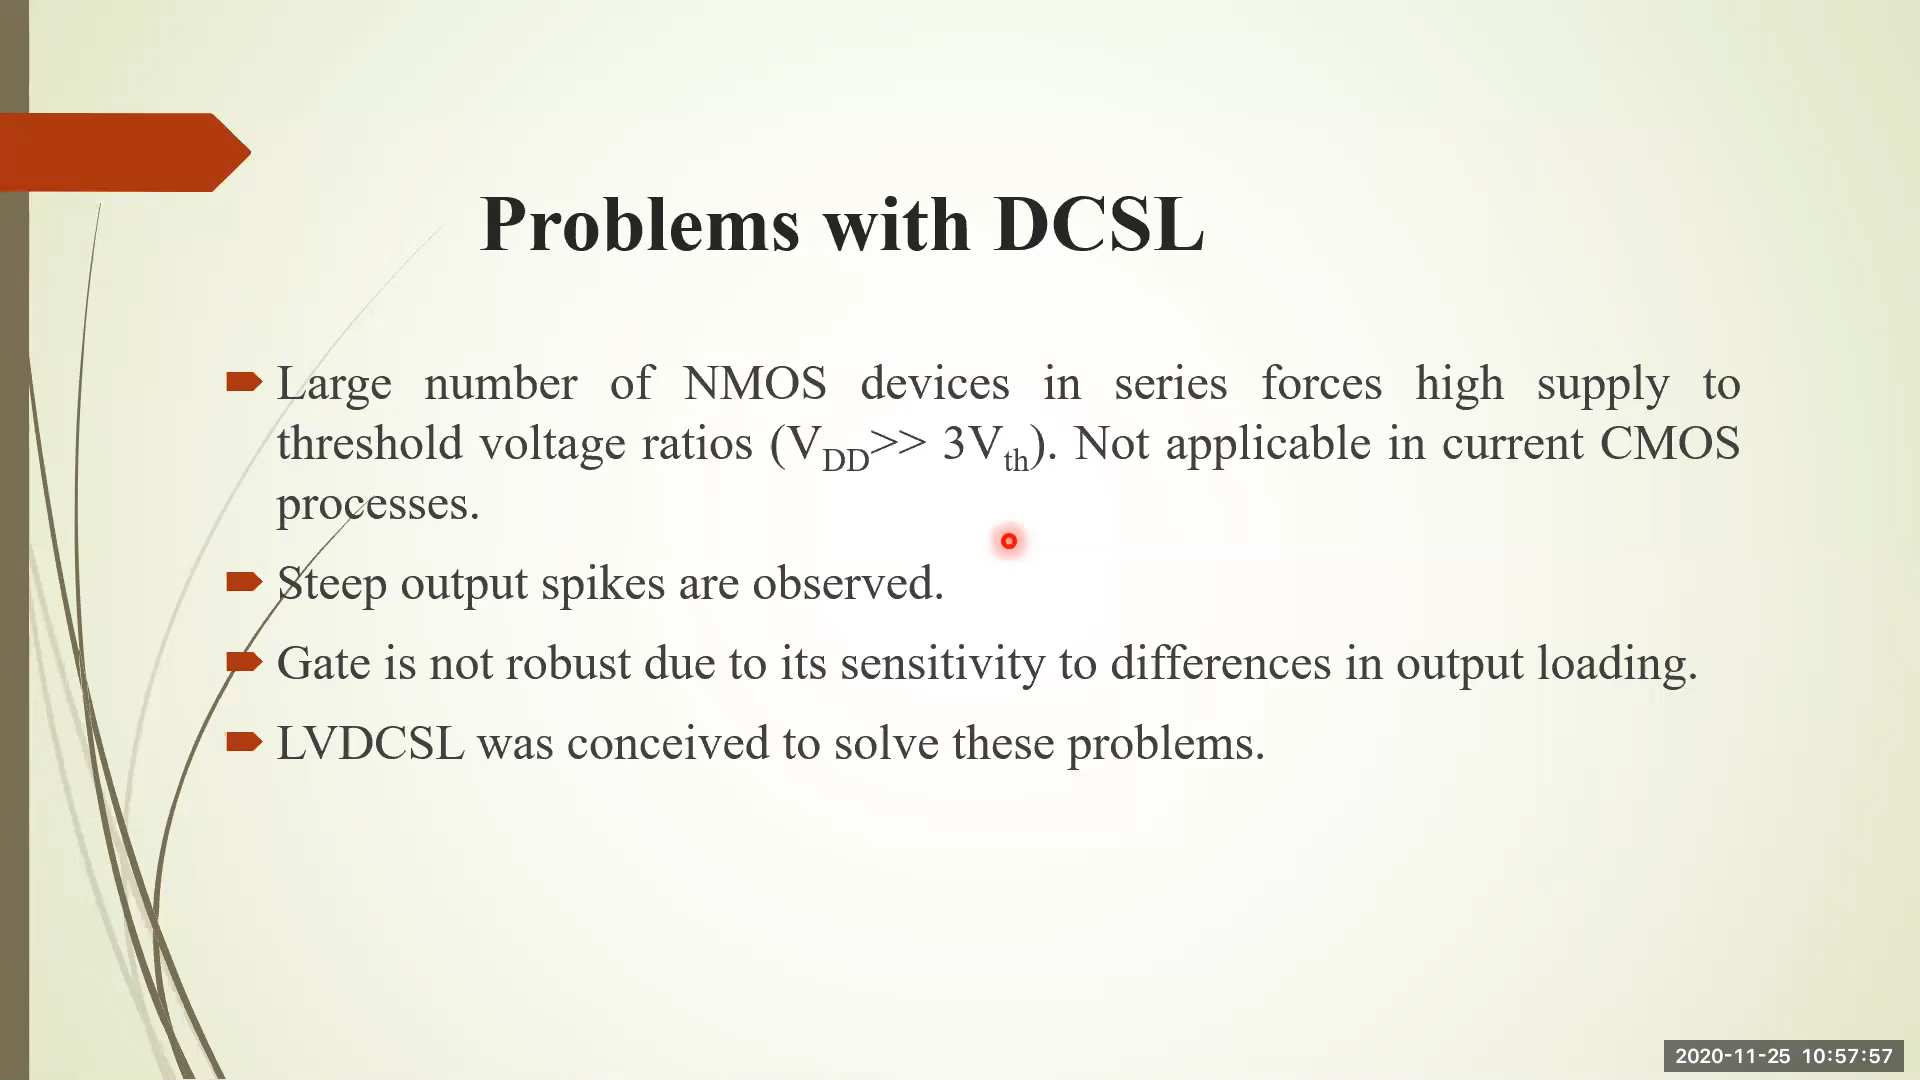 Problems with DCSL
Large number of NMOS devices in series forces high supply to
threshold voltage ratios (VDD>> 3Vth). Not applicable in current CMOS
processes.
Steep output spikes are observed.
Gate is not robust due to its sensitivity to differences in output loading.
LVDCSL was conceived to solve these problems.
2020-11-25 10:57:57